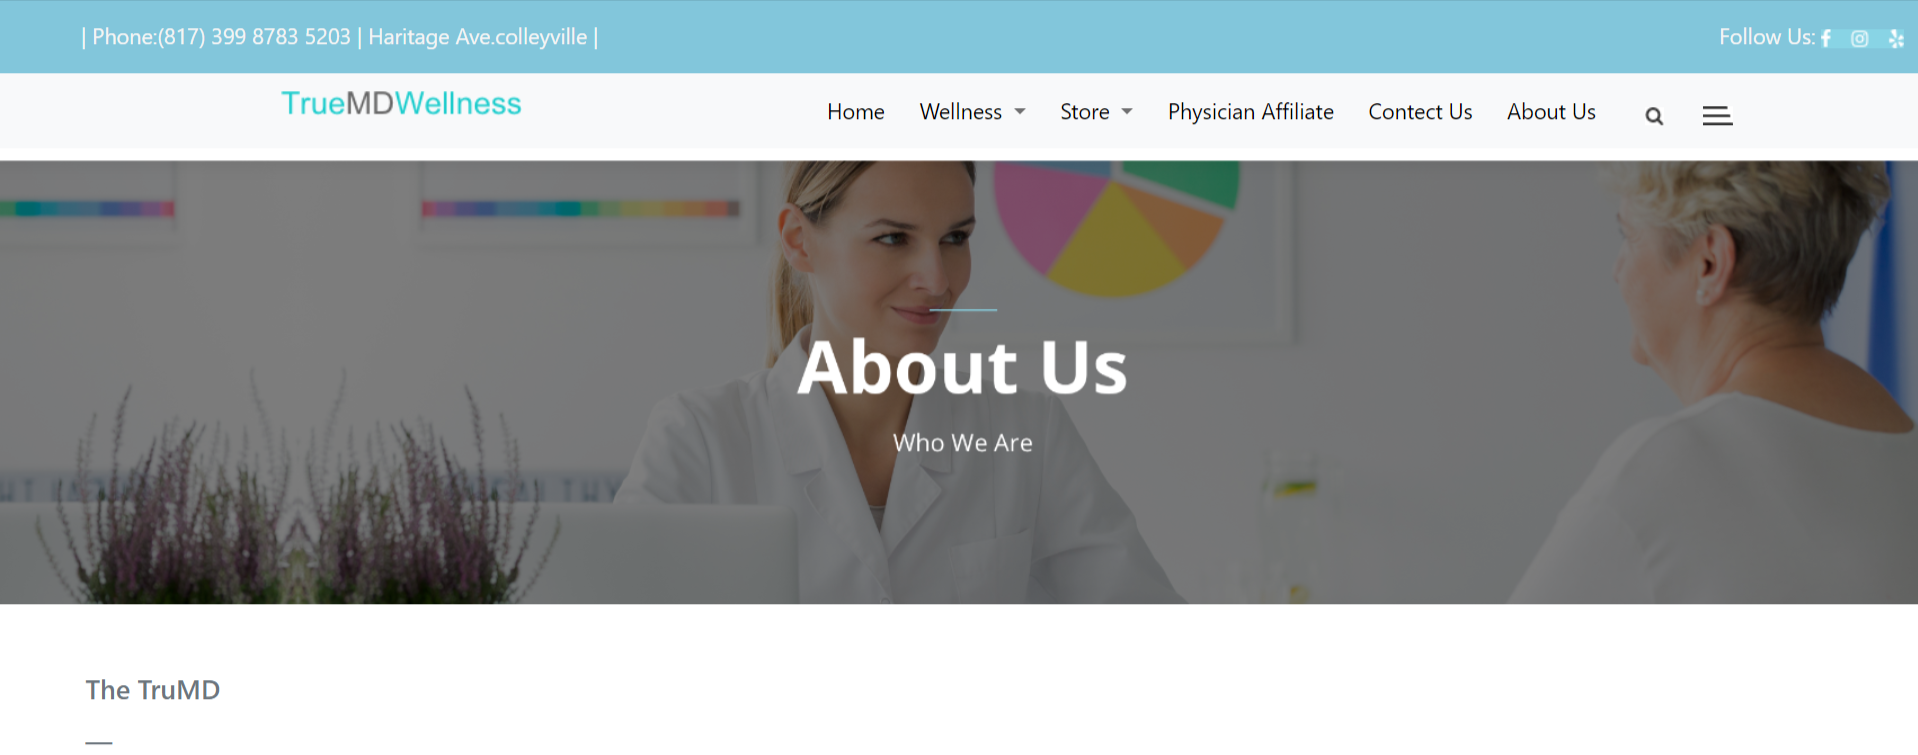 | Phone:(817) 399 8783 5203 | Haritage Ave.colleyville |
Follow Us:
TrueMDWellness
Home Wellness Store Physician Affiliate Contect Us About Us
About Us
Who We Are
The TruMD